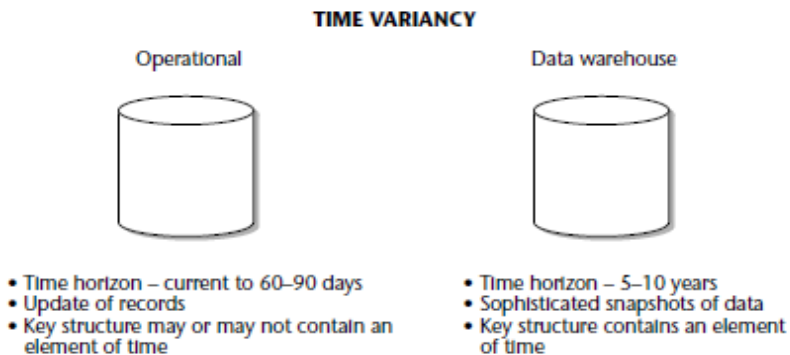 TIME VARIANCY
Operational
Data warehouse
• Time horizon – current to 60–90 days
• Update of records
• Key structure may or may not contain an
element of time
• Time horizon – 5–10 years
• Sophisticated snapshots of data
• Key structure contains an element
of time